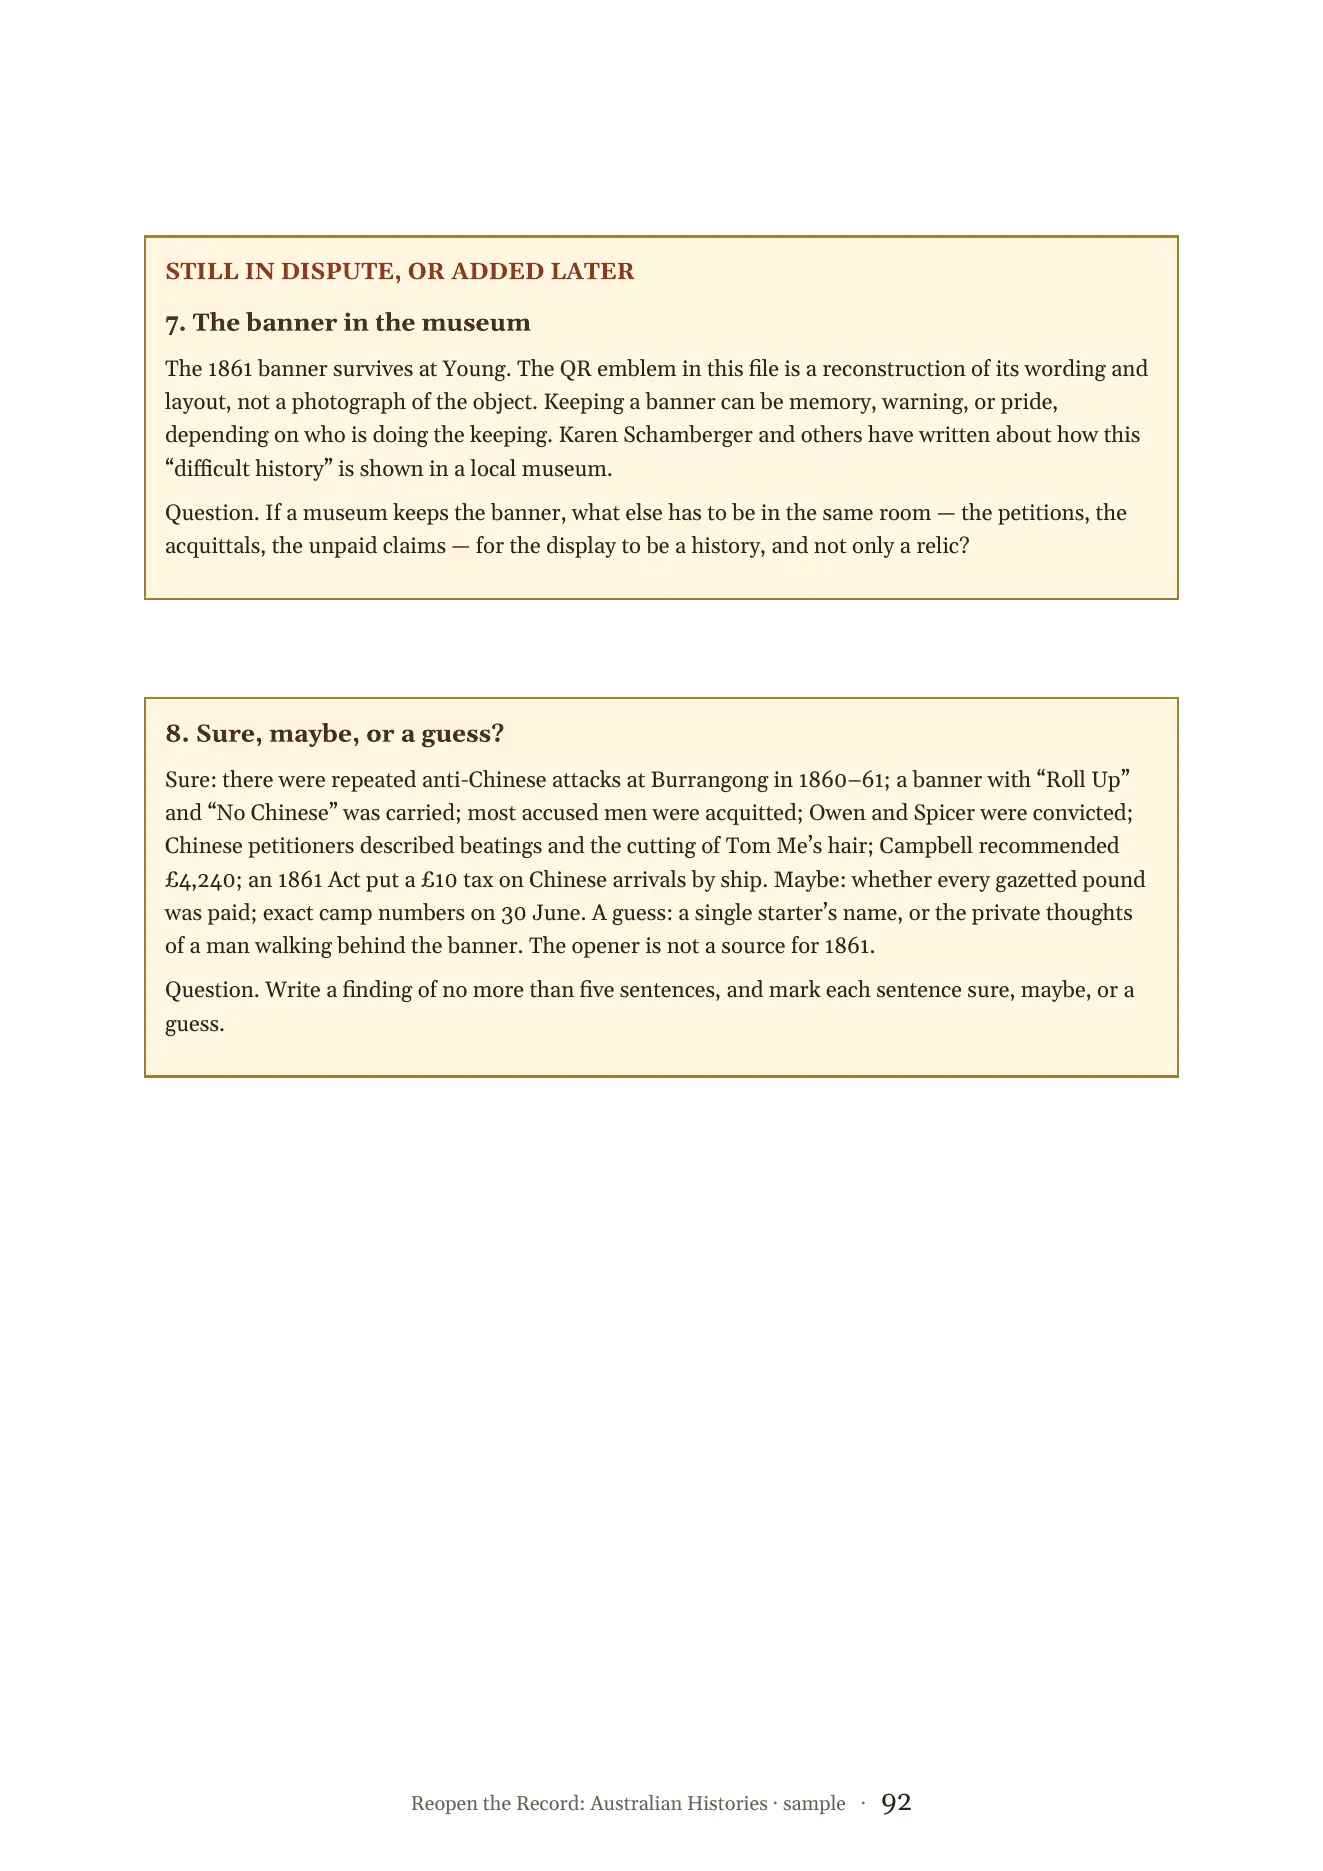 STILL IN DISPUTE, OR ADDED LATER
7. The banner in the museum
The 1861 banner survives at Young. The QR emblem in this file is a reconstruction of its wording and
layout, not a photograph of the object. Keeping a banner can be memory, warning, or pride,
depending on who is doing the keeping. Karen Schamberger and others have written about how this
“difficult history” is shown in a local museum.
Question. If a museum keeps the banner, what else has to be in the same room — the petitions, the
acquittals, the unpaid claims — for the display to be a history, and not only a relic?
8. Sure, maybe, or a guess?
Sure: there were repeated anti-Chinese attacks at Burrangong in 1860–61; a banner with “Roll Up”
and “No Chinese” was carried; most accused men were acquitted; Owen and Spicer were convicted;
Chinese petitioners described beatings and the cutting of Tom Me’s hair; Campbell recommended
£4,240; an 1861 Act put a £10 tax on Chinese arrivals by ship. Maybe: whether every gazetted pound
was paid; exact camp numbers on 30 June. A guess: a single starter’s name, or the private thoughts
of a man walking behind the banner. The opener is not a source for 1861.
Question. Write a finding of no more than five sentences, and mark each sentence sure, maybe, or a
guess.
Reopen the Record: Australian Histories · sample · 92